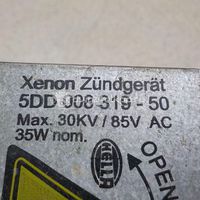 Xenon Zündgerät
5DD 008 319 - 50
Max. 30KV / 85V AC
35W nom.
HELLA
OPEN